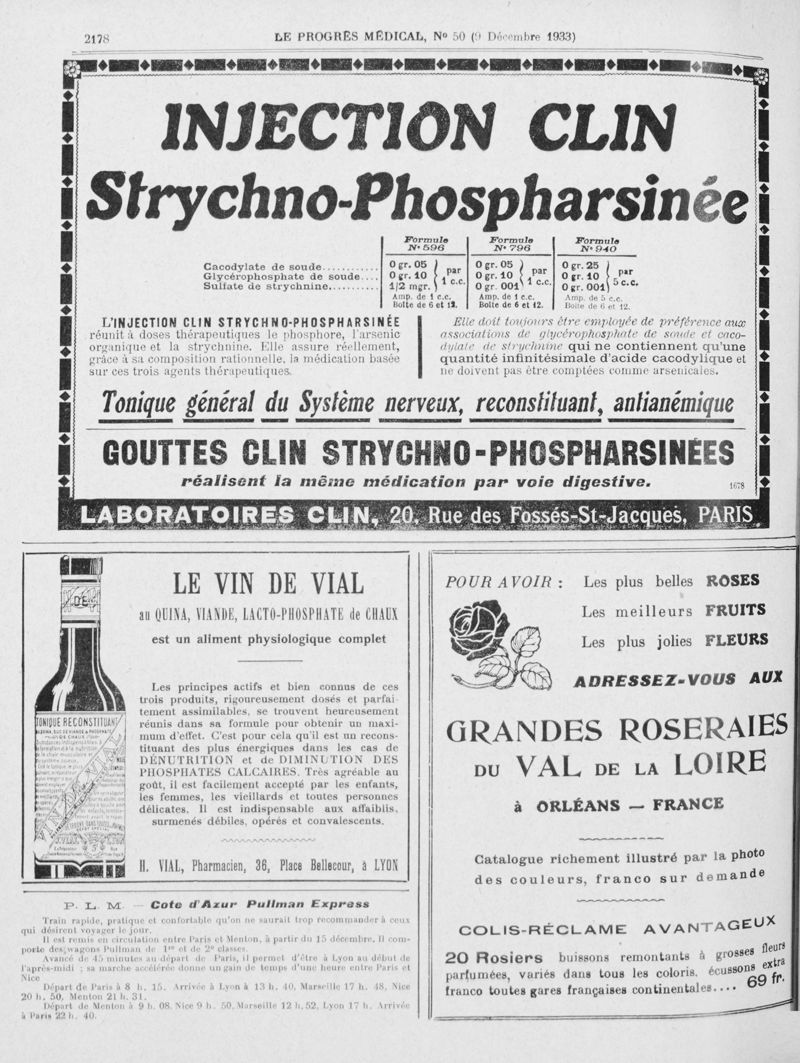 2178
LE PROGRÈS MÉDICAL, No 50 (9 Décembre 1933)
INJECTION CLIN
Strychno-Phospharsinée
Formule
No 596
Formule
No 796
Formule
No 940
Cacodylate de soude............
Glycérophosphate de soude....
Sulfate de strychnine..........
0 gr. 05
0 gr. 10
1/2 mgr.
par
1 c.c.
Amp. de 1 c.c.
Boîte de 6 et 12.
0 gr. 05
0 gr. 10
0 gr. 001
par
1 c.c.
Amp. de 1 c.c.
Boîte de 6 et 12.
0 gr. 25
0 gr. 10
0 gr. 001
par
5 c.c.
Amp. de 5 c.c.
Boîte de 6 et 12.
L'INJECTION CLIN STRYCHNO-PHOSPHARSINÉE
réunit à doses thérapeutiques le phosphore, l'arsenic
organique et la strychnine. Elle assure réellement,
grâce à sa composition rationnelle, la médication basée
sur ces trois agents thérapeutiques.
Elle doit toujours être employée de préférence aux
associations de glycérophosphate de soude et caco-
dylate de strychnine qui ne contiennent qu'une
quantité infinitésimale d'acide cacodylique et
ne doivent pas être comptées comme arsenicales.
Tonique général du Système nerveux, reconstituant, antianémique
GOUTTES CLIN STRYCHNO-PHOSPHARSINÉES
réalisent la même médication par voie digestive.
1678
LABORATOIRES CLIN, 20, Rue des Fossés-St-Jacques, PARIS
LE VIN DE VIAL
au QUINA, VIANDE, LACTO-PHOSPHATE de CHAUX
est un aliment physiologique complet
Les principes actifs et bien connus de ces
trois produits, rigoureusement dosés et parfai-
tement assimilables, se trouvent heureusement
réunis dans sa formule pour obtenir un maxi-
mum d'effet. C'est pour cela qu'il est un recons-
tituant des plus énergiques dans les cas de
DÉNUTRITION et de DIMINUTION DES
PHOSPHATES CALCAIRES. Très agréable au
goût, il est facilement accepté par les enfants,
les femmes, les vieillards et toutes personnes
délicates. Il est indispensable aux affaiblis,
surmenés débiles, opérés et convalescents.
H. VIAL, Pharmacien, 36, Place Bellecour, à LYON
TONIQUE RECONSTITUANT
VIN DE VIAL
P. L. M. — Cote d'Azur Pullman Express
Train rapide, pratique et confortable qu'on ne saurait trop recommander à ceux
qui désirent voyager le jour.
Il est remis en circulation entre Paris et Menton, à partir du 15 décembre. Il com-
porte des wagons Pullman de 1re et de 2e classes.
Avancé de 45 minutes au départ de Paris, il permet d'être à Lyon au début de
l'après-midi ; sa marche accélérée donne un gain de temps d'une heure entre Paris et
Nice
Départ de Paris à 8 h. 15. Arrivée à Lyon à 13 h. 40, Marseille 17 h. 48, Nice
20 h. 50, Menton 21 h. 31.
Départ de Menton à 9 h. 08, Nice 9 h. 50, Marseille 12 h. 52, Lyon 17 h. Arrivée
à Paris 22 h. 40.
POUR AVOIR : Les plus belles ROSES
Les meilleurs FRUITS
Les plus jolies FLEURS
ADRESSEZ-VOUS AUX
GRANDES ROSERAIES
DU VAL DE LA LOIRE
à ORLÉANS — FRANCE
Catalogue richement illustré par la photo
des couleurs, franco sur demande
COLIS-RÉCLAME AVANTAGEUX
20 Rosiers buissons remontants à grosses fleurs
parfumées, variés dans tous les coloris, écussons extra
franco toutes gares françaises continentales.... 69 fr.